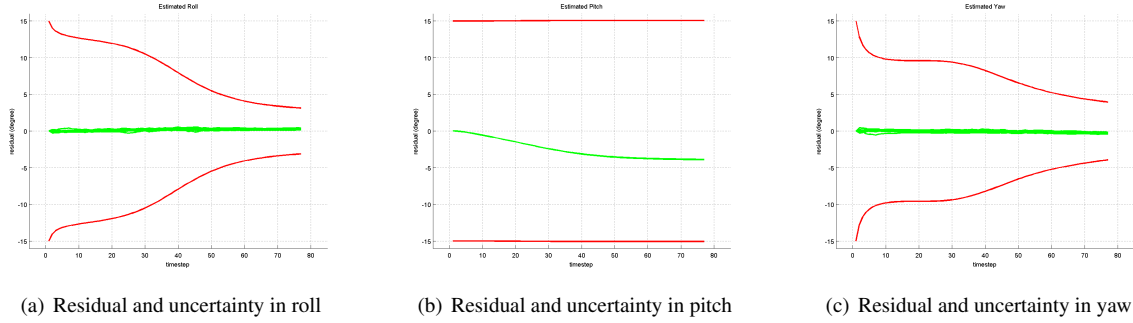 Estimated Roll
15
10
5
0
-5
-10
-15
residual (degree)
0 10 20 30 40 50 60 70 80
timestep
(a) Residual and uncertainty in roll
Estimated Pitch
15
10
5
0
-5
-10
-15
residual (degree)
0 10 20 30 40 50 60 70 80
timestep
(b) Residual and uncertainty in pitch
Estimated Yaw
15
10
5
0
-5
-10
-15
residual (degree)
0 10 20 30 40 50 60 70 80
timestep
(c) Residual and uncertainty in yaw